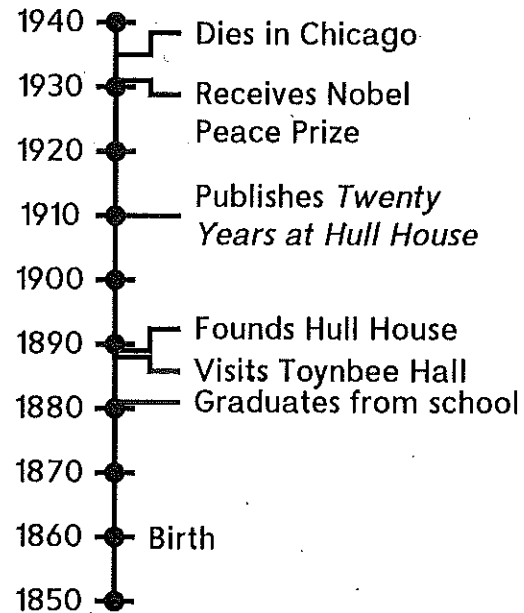 1940
Dies in Chicago
1930
Receives Nobel
Peace Prize
1920
1910
Publishes Twenty
Years at Hull House
1900
1890
Founds Hull House
Visits Toynbee Hall
1880
Graduates from school
1870
1860
Birth
1850